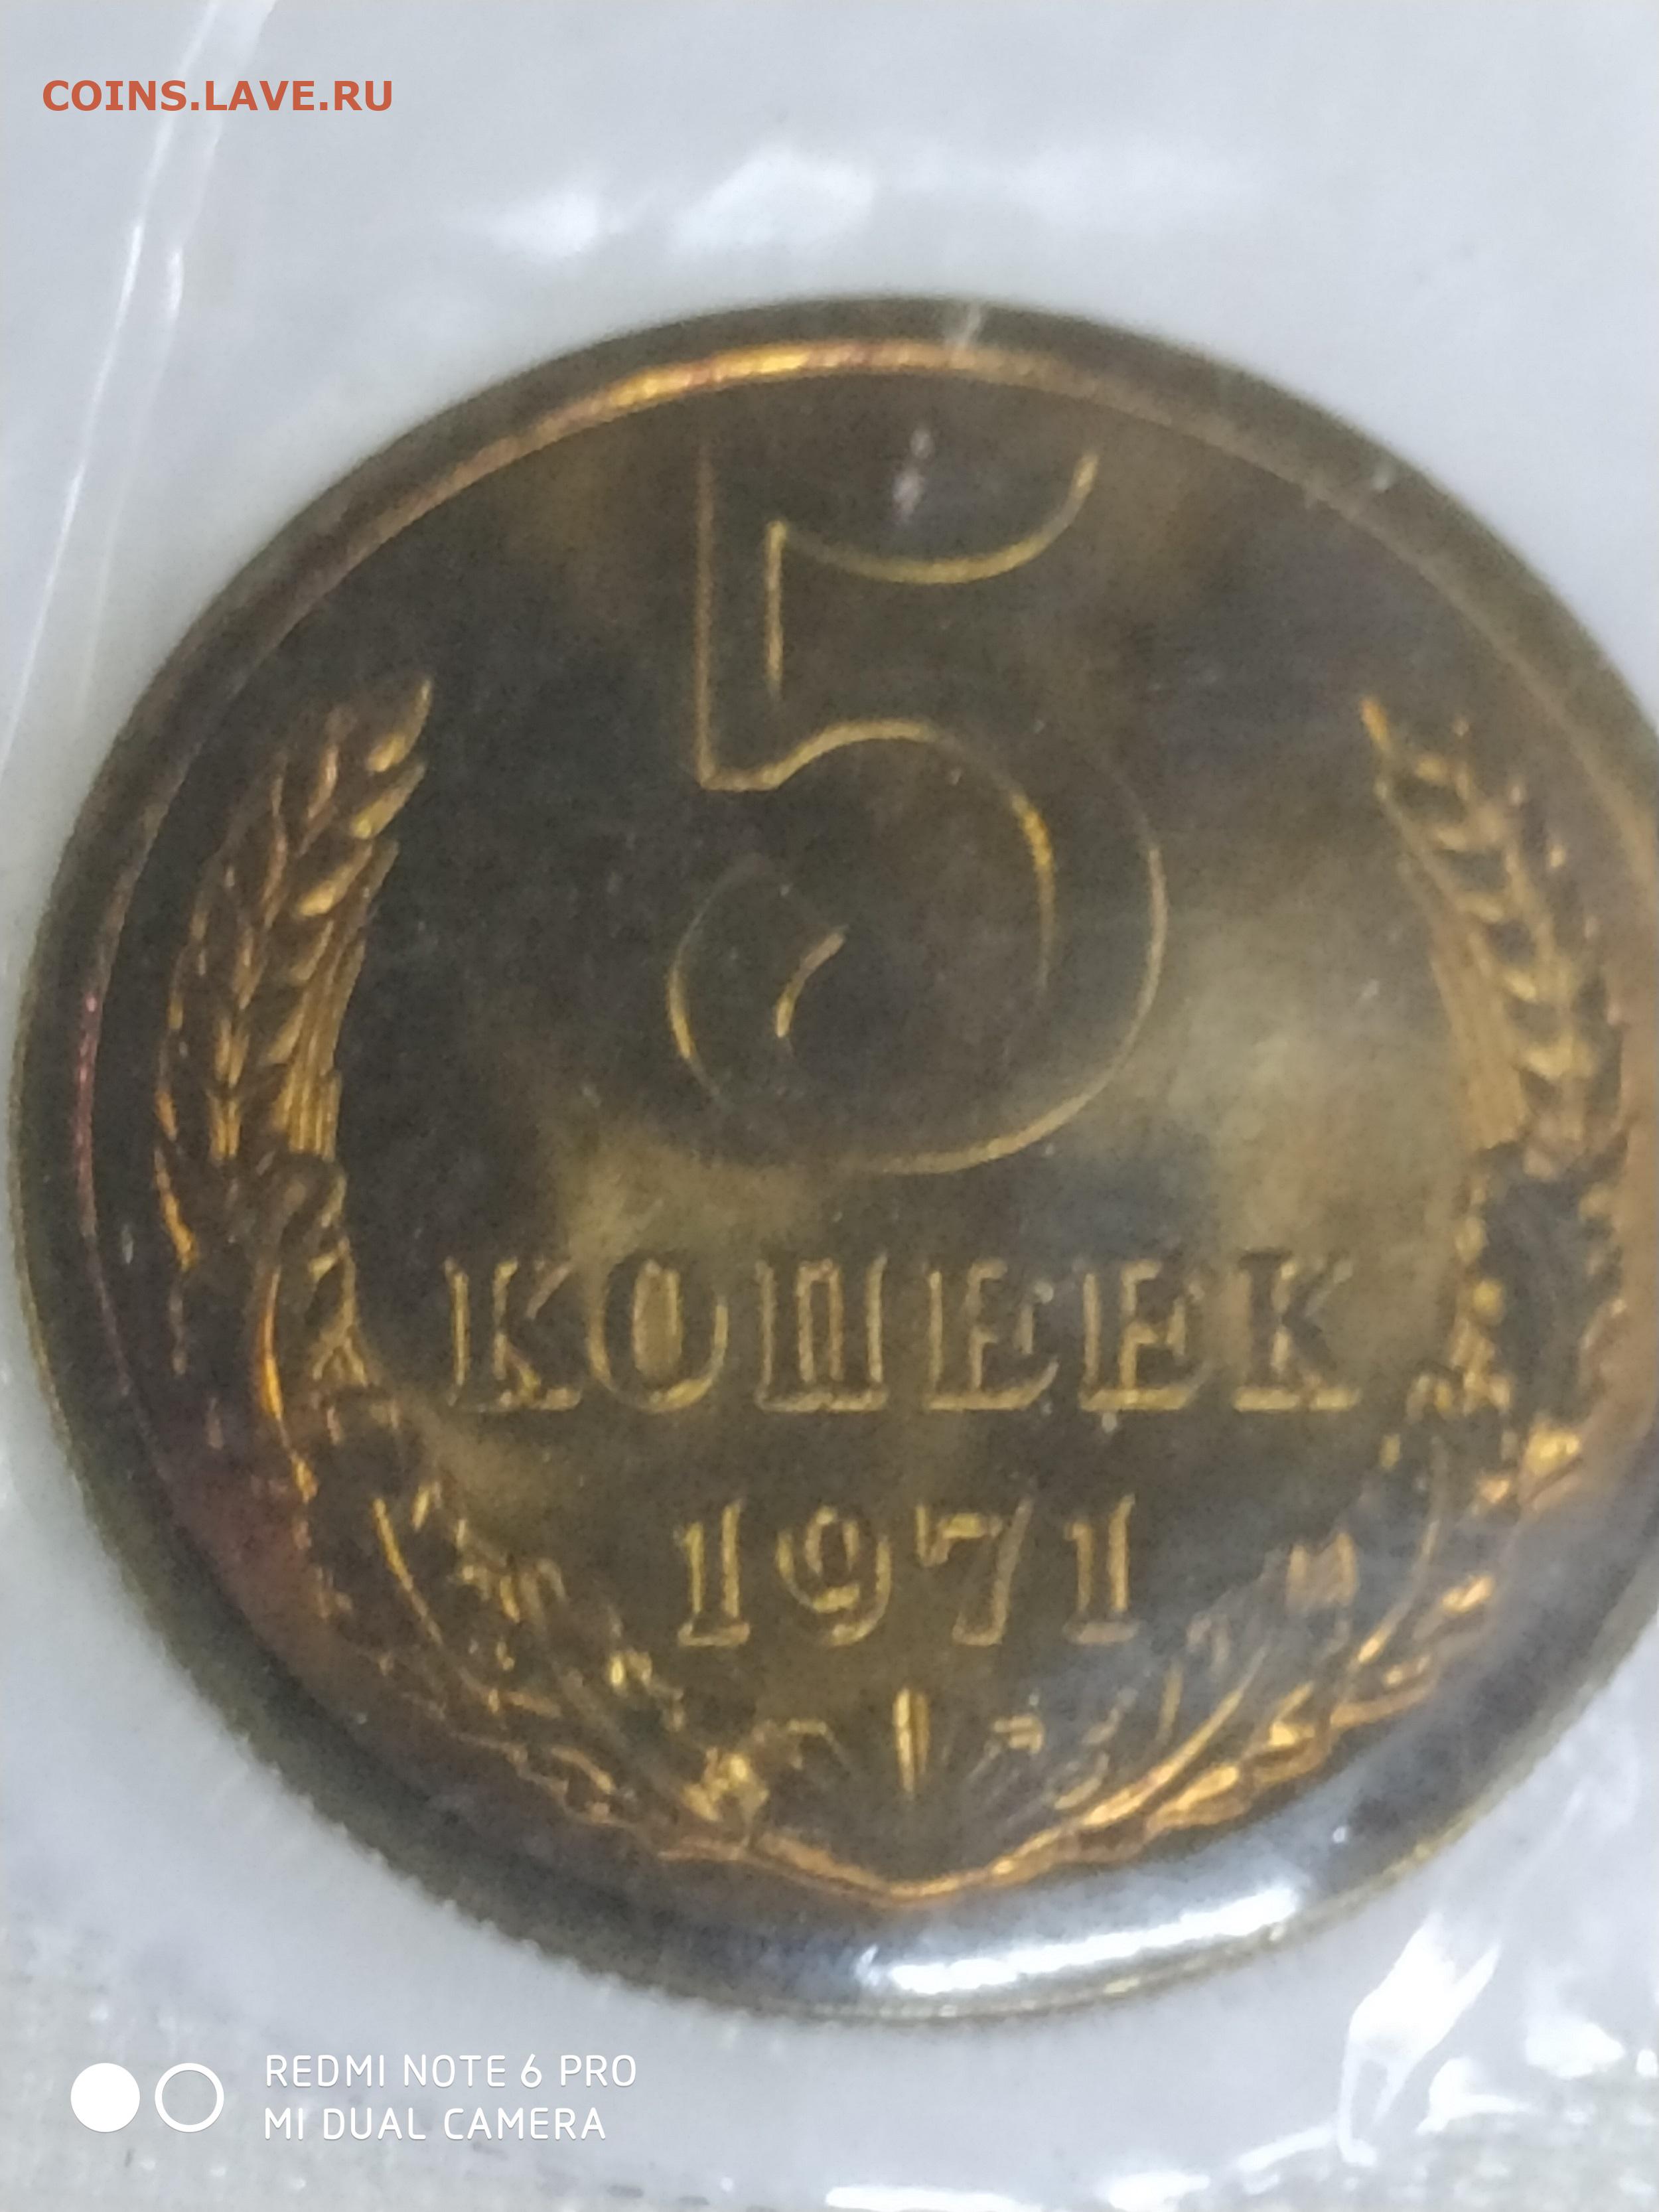 COINS.LAVE.RU
5
КОПЕЕК
1971
REDMI NOTE 6 PRO
MI DUAL CAMERA